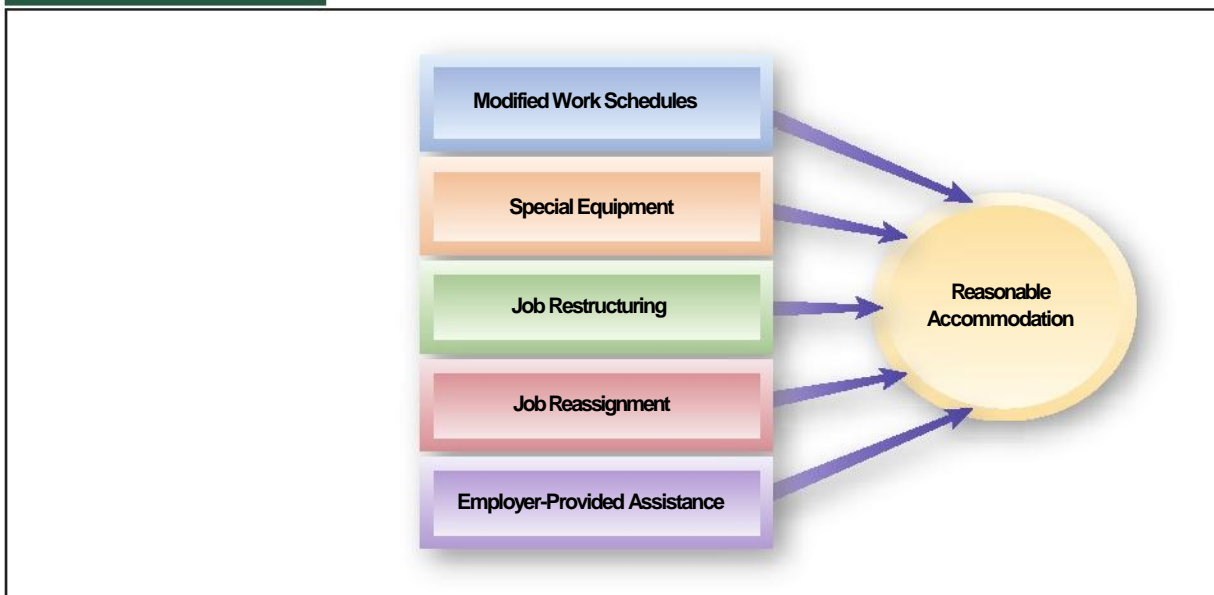 Modified Work Schedules
Special Equipment
Job Restructuring
Job Reassignment
Employer-Provided Assistance
Reasonable
Accommodation